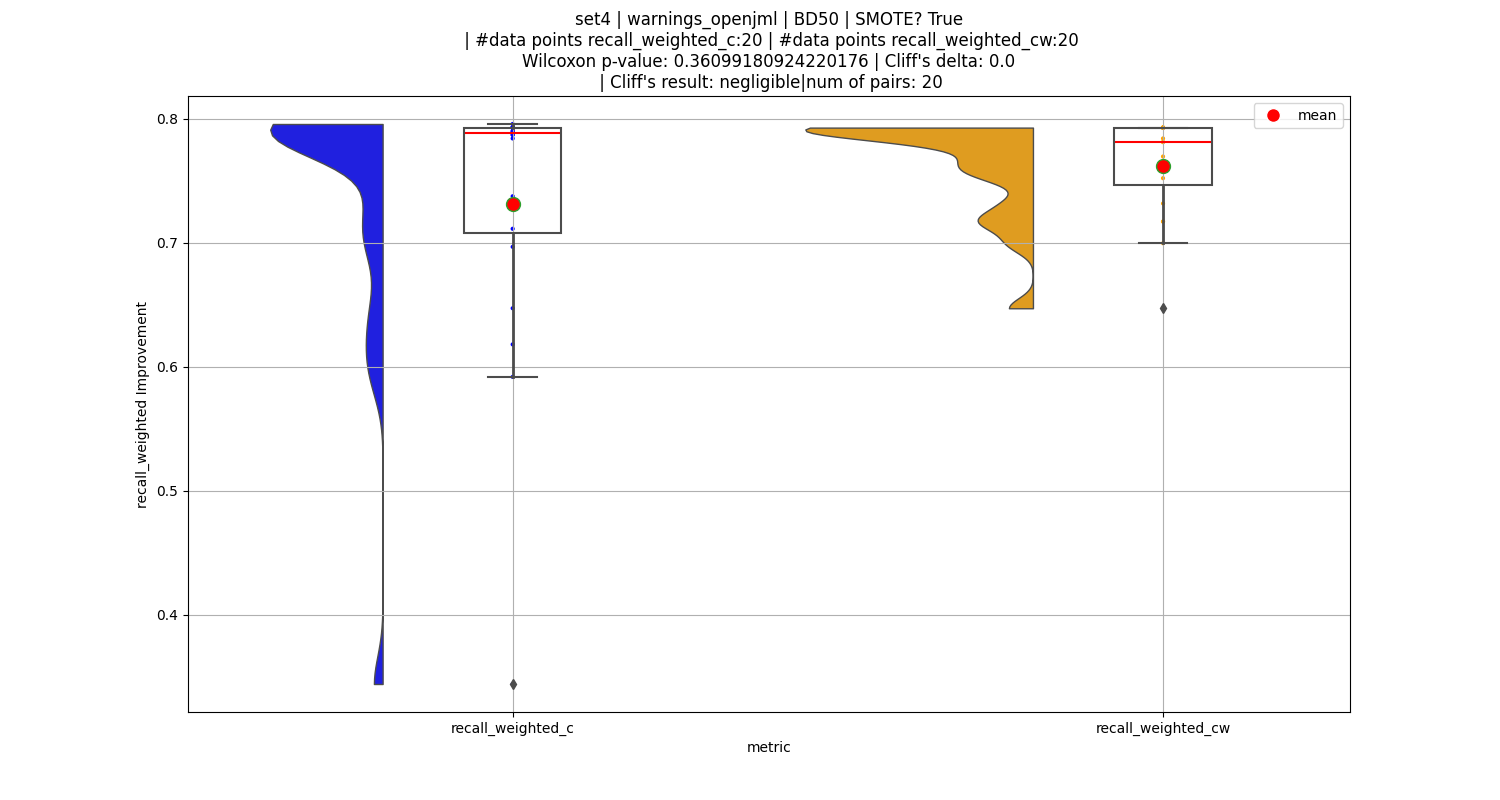 set4 | warnings_openjml | BD50 | SMOTE? True
| #data points recall_weighted_c:20 | #data points recall_weighted_cw:20
Wilcoxon p-value: 0.36099180924220176 | Cliff's delta: 0.0
| Cliff's result: negligible|num of pairs: 20
mean
0.8
0.7
0.6
0.5
0.4
recall_weighted Improvement
recall_weighted_c
recall_weighted_cw
metric